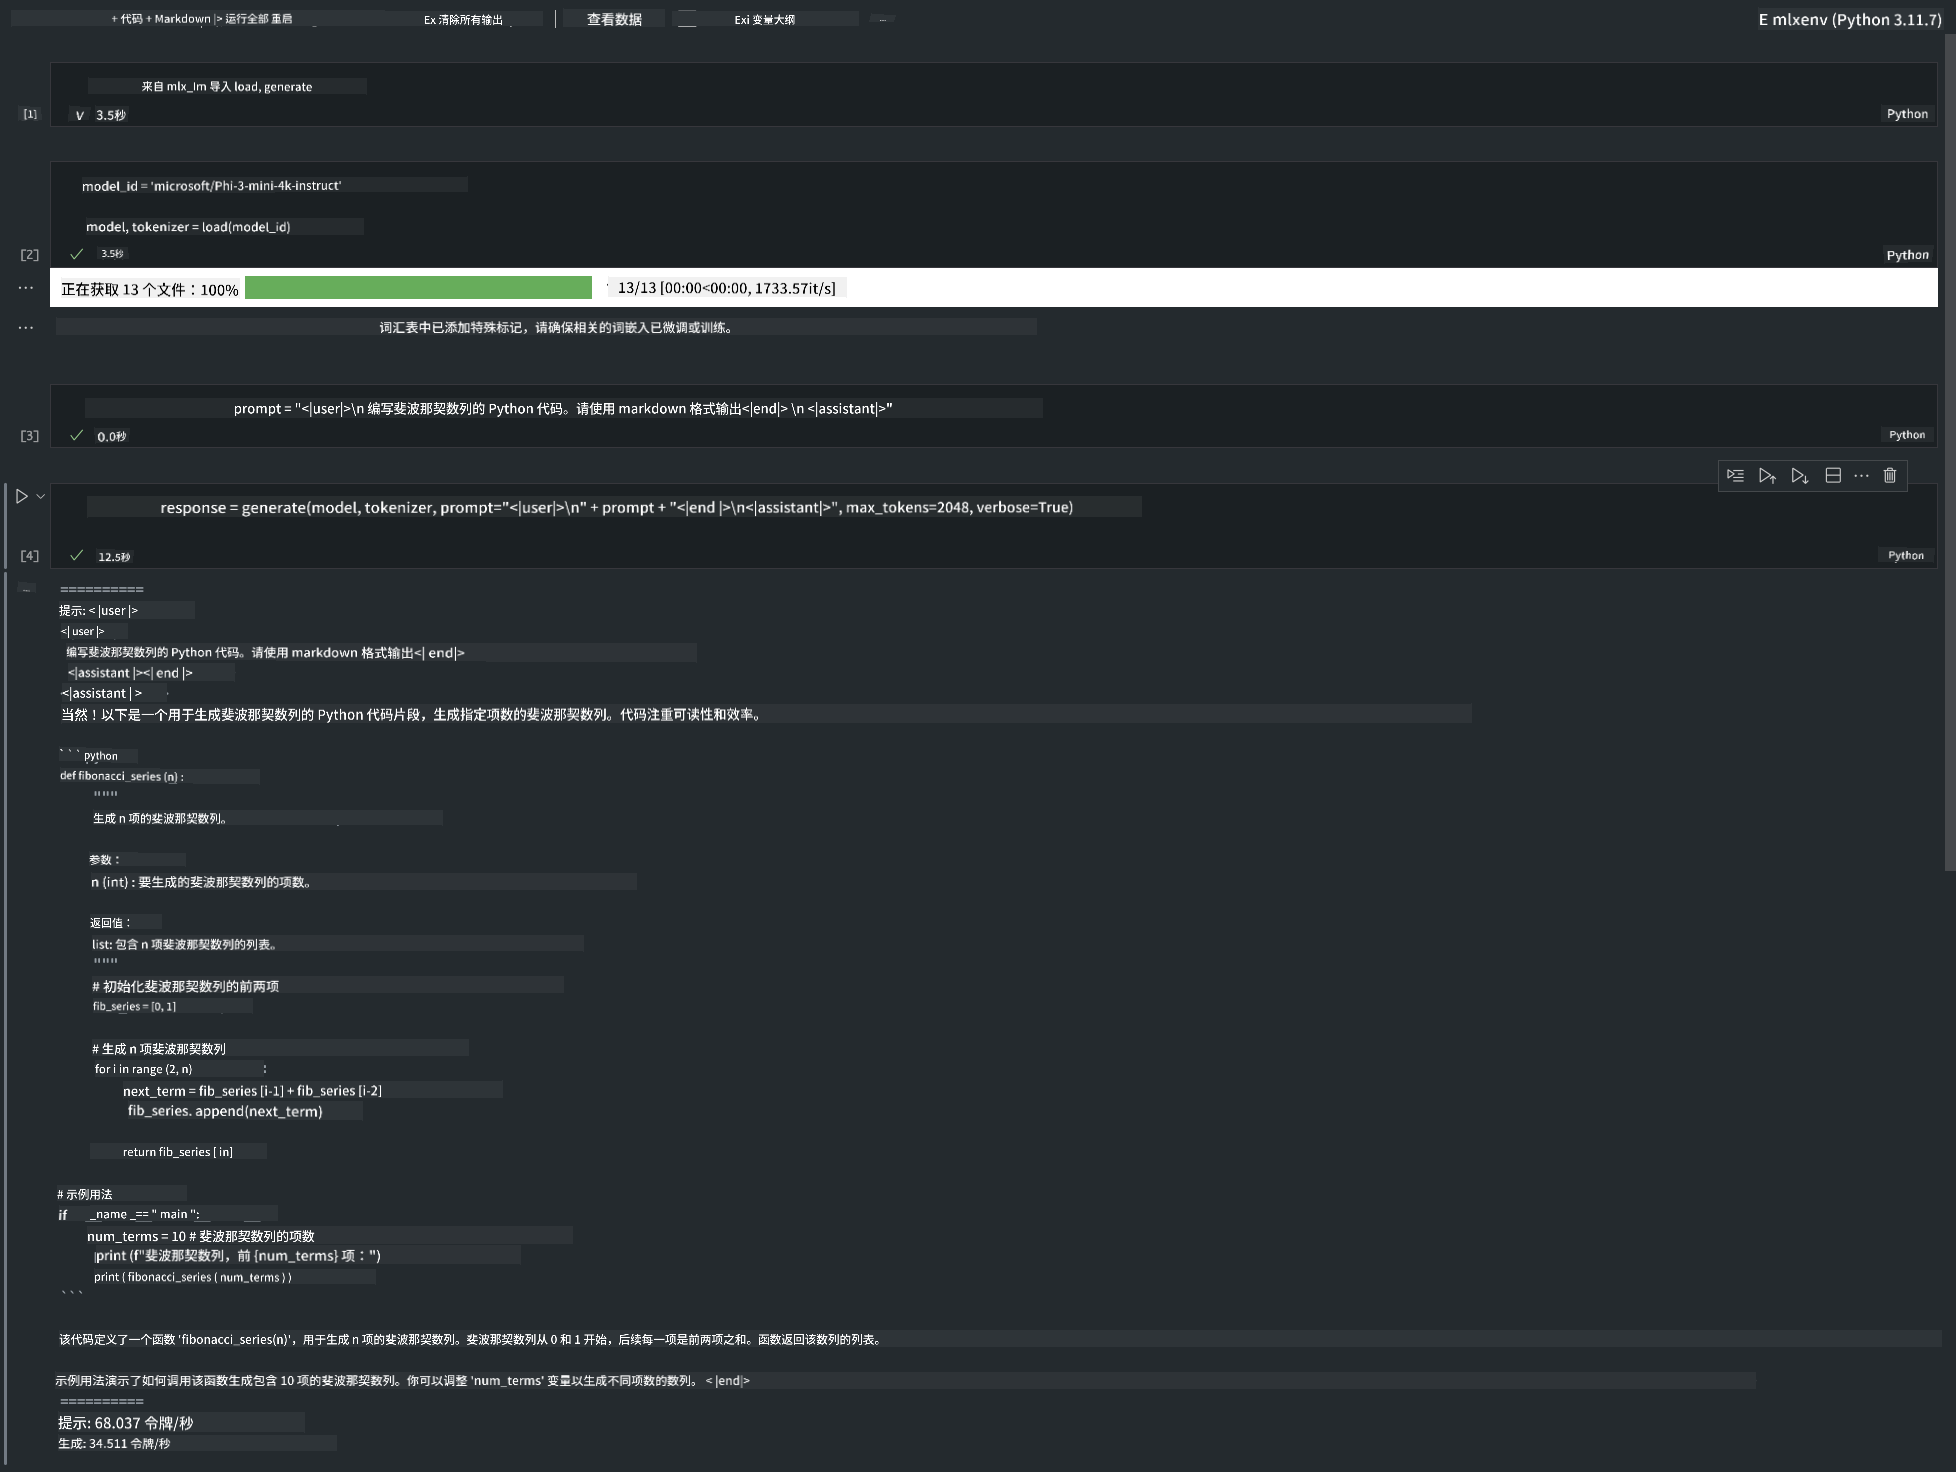 + 代码 + Markdown |> 运行全部 重启 Ex 清除所有输出 | 查看数据 Exi 变量大纲 ... E mlxenv (Python 3.11.7)
来自 mlx_lm 导入 load, generate
[1] V 3.5秒 Python
model_id = 'microsoft/Phi-3-mini-4k-instruct'
model, tokenizer = load(model_id)
[2] ✓ 3.5秒 Python
... 正在获取 13 个文件：100% 13/13 [00:00<00:00, 1733.57it/s]
... 词汇表中已添加特殊标记，请确保相关的词嵌入已微调或训练。
prompt = "<|user|>\n 编写斐波那契数列的 Python 代码。请使用 markdown 格式输出<|end|> \n <|assistant|>"
[3] ✓ 0.0秒 Python
response = generate(model, tokenizer, prompt="<|user|>\n" + prompt + "<|end |>\n<|assistant|>", max_tokens=2048, verbose=True)
[4] ✓ 12.5秒 Python
... ==========
提示: < |user |>
<| user |>
编写斐波那契数列的 Python 代码。请使用 markdown 格式输出<| end|>
<|assistant |><| end |>
<|assistant | >
当然！以下是一个用于生成斐波那契数列的 Python 代码片段，生成指定项数的斐波那契数列。代码注重可读性和效率。
` ` ` python
def fibonacci_series (n) :
""""
生成 n 项的斐波那契数列。
参数：
n (int) : 要生成的斐波那契数列的项数。
返回值：
list: 包含 n 项斐波那契数列的列表。
""""
# 初始化斐波那契数列的前两项
fib_series = [0, 1]
# 生成 n 项斐波那契数列
for i in range (2, n) :
next_term = fib_series [i-1] + fib_series [i-2]
fib_series. append(next_term)
return fib_series [ in]
# 示例用法
if __name _== " main ":
num_terms = 10 # 斐波那契数列的项数
print (f"斐波那契数列，前 {num_terms} 项：")
print ( fibonacci_series ( num_terms ) )
` ` `
该代码定义了一个函数 'fibonacci_series(n)'，用于生成 n 项的斐波那契数列。斐波那契数列从 0 和 1 开始，后续每一项是前两项之和。函数返回该数列的列表。
示例用法演示了如何调用该函数生成包含 10 项的斐波那契数列。你可以调整 'num_terms' 变量以生成不同项数的数列。 < |end|>
==========
提示: 68.037 令牌/秒
生成: 34.511 令牌/秒